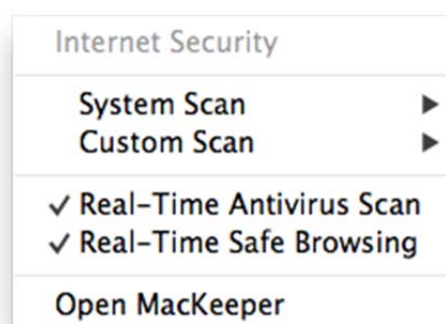 Internet Security
System Scan
Custom Scan
Real-Time Antivirus Scan
Real-Time Safe Browsing
Open MacKeeper